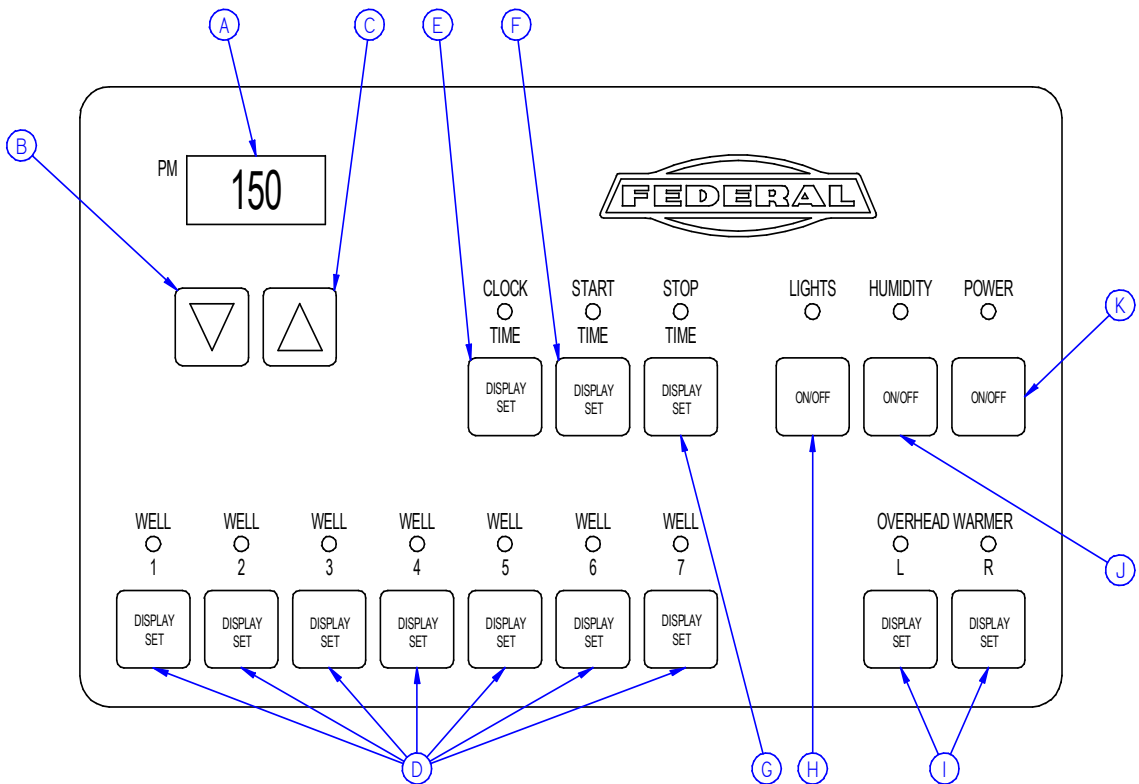 A
C
E
F
B
PM
150
FEDERAL
CLOCK TIME
START TIME
STOP TIME
LIGHTS
HUMIDITY
POWER
K
DISPLAY SET
DISPLAY SET
DISPLAY SET
ON/OFF
ON/OFF
ON/OFF
WELL 1
WELL 2
WELL 3
WELL 4
WELL 5
WELL 6
WELL 7
OVERHEAD WARMER
L
R
J
DISPLAY SET
DISPLAY SET
DISPLAY SET
DISPLAY SET
DISPLAY SET
DISPLAY SET
DISPLAY SET
DISPLAY SET
DISPLAY SET
D
G
H
I